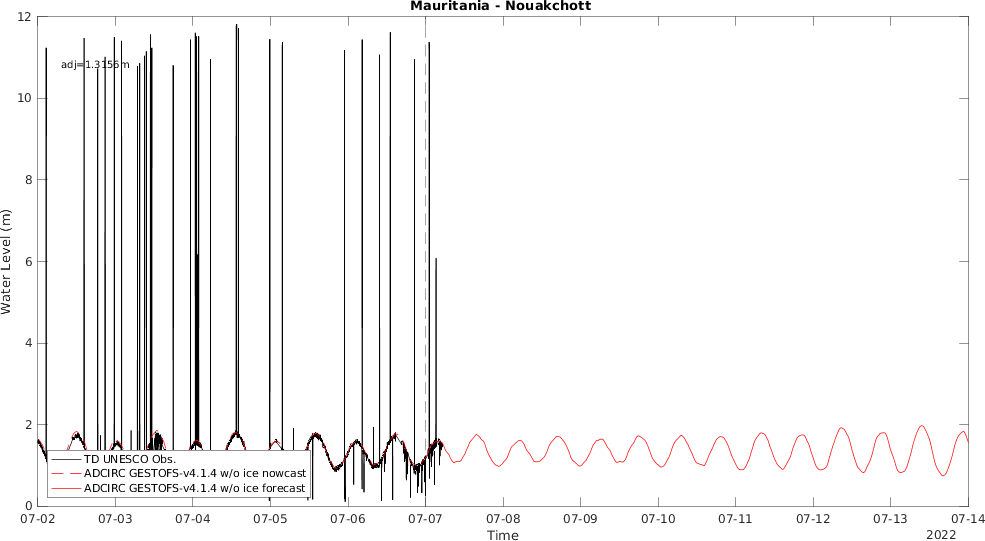 Mauritania - Nouakchott
12
10
8
6
4
2
0
Water Level (m)
adj=1.3156m
TD UNESCO Obs.
ADCIRC GESTOFS-v4.1.4 w/o ice nowcast
ADCIRC GESTOFS-v4.1.4 w/o ice forecast
07-02 07-03 07-04 07-05 07-06 07-07 07-08 07-09 07-10 07-11 07-12 07-13 07-14
Time
2022